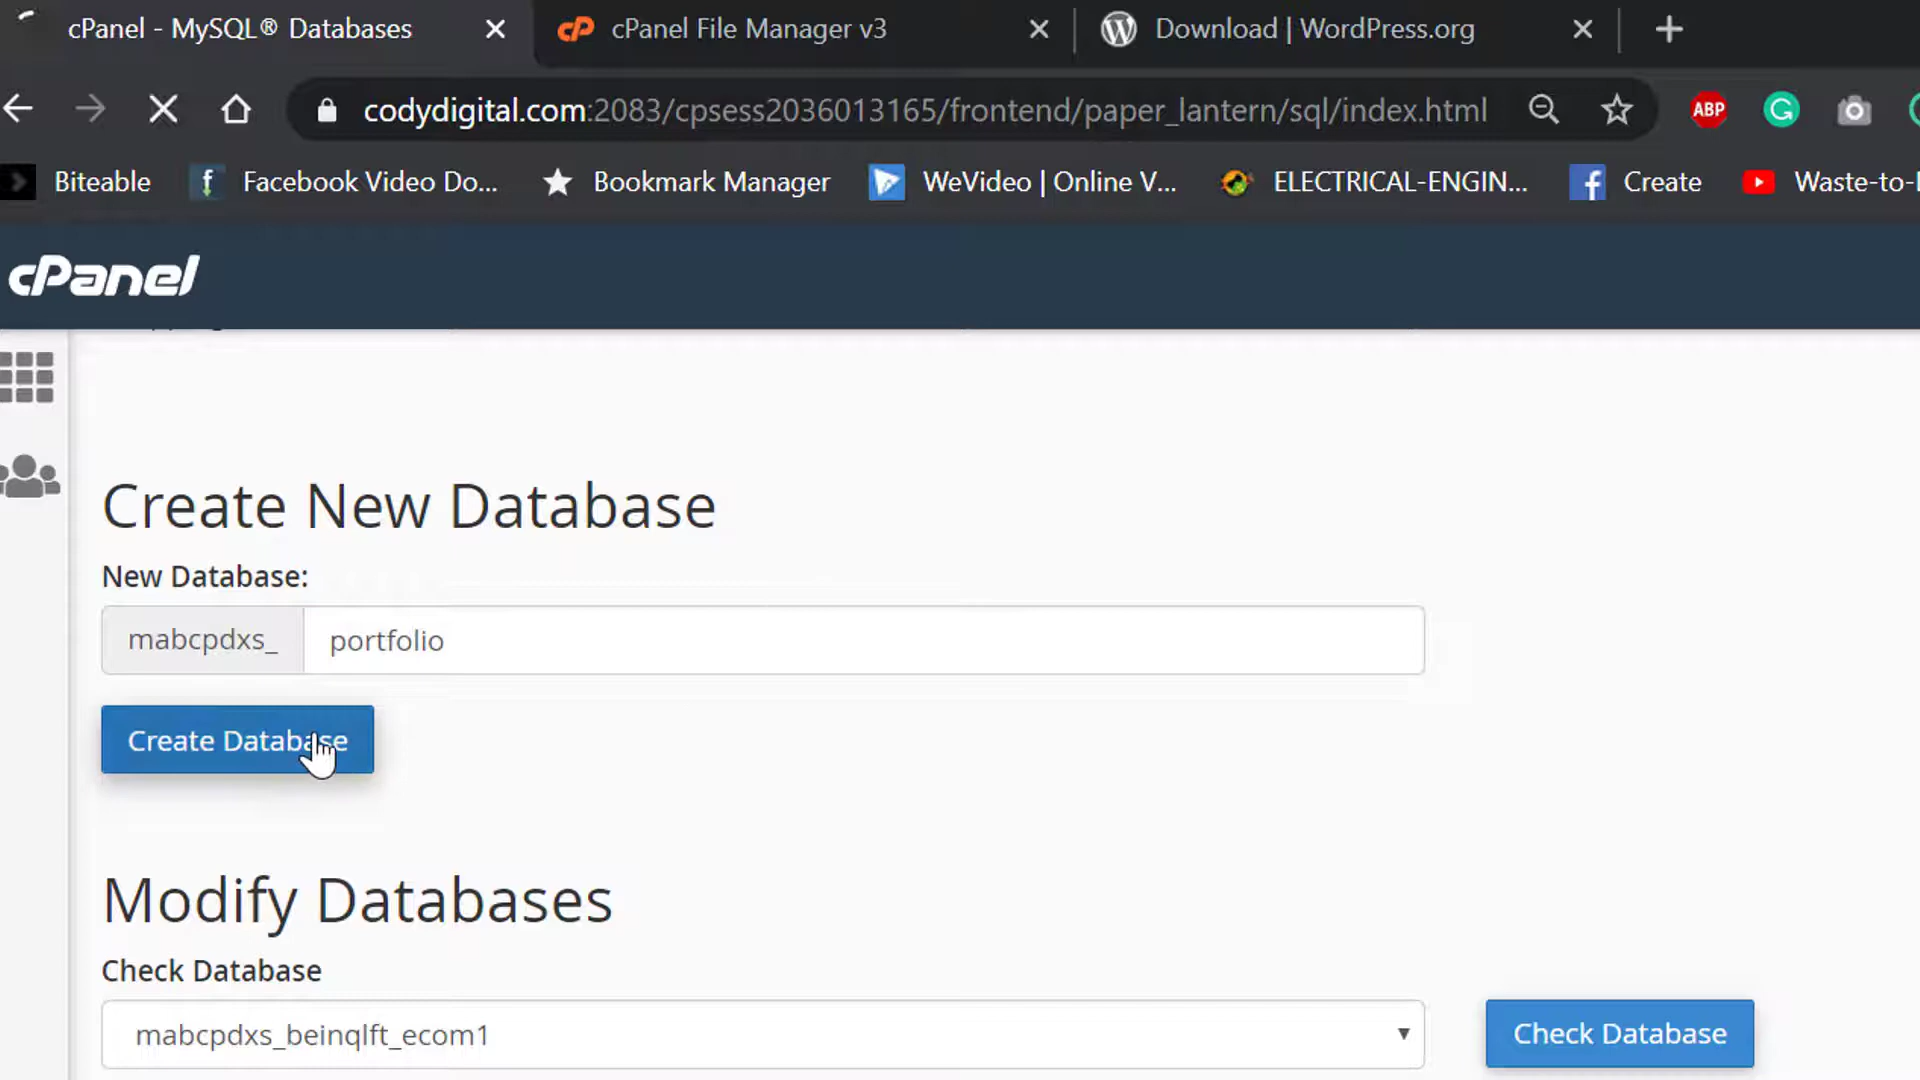 cPanel - MySQL® Databases
cPanel File Manager v3
Download | WordPress.org
codydigital.com:2083/cpsess2036013165/frontend/paper_lantern/sql/index.html
ABP
Biteable
Facebook Video Do...
Bookmark Manager
WeVideo | Online V...
ELECTRICAL-ENGIN...
Create
Waste-to-
cPanel
Create New Database
New Database:
mabcpdxs_
portfolio
Create Database
Modify Databases
Check Database
mabcpdxs_beinqlft_ecom1
Check Database